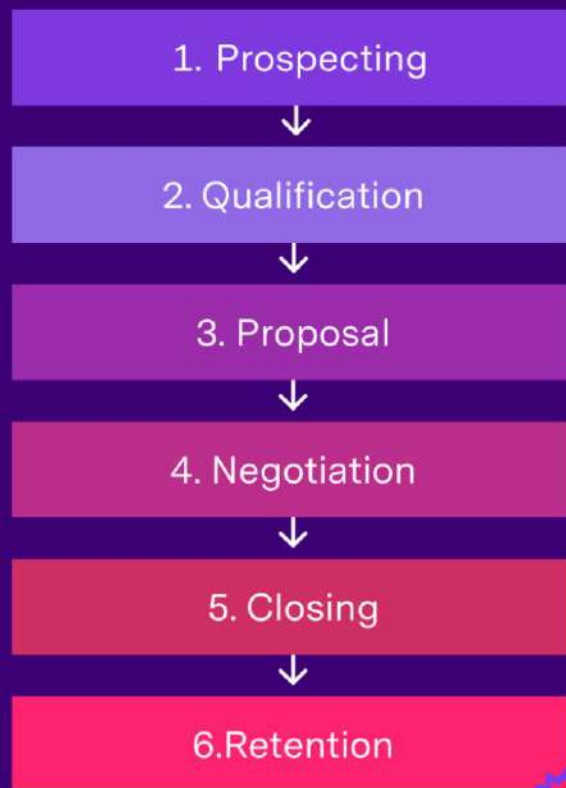 1. Prospecting
2. Qualification
3. Proposal
4. Negotiation
5. Closing
6.Retention